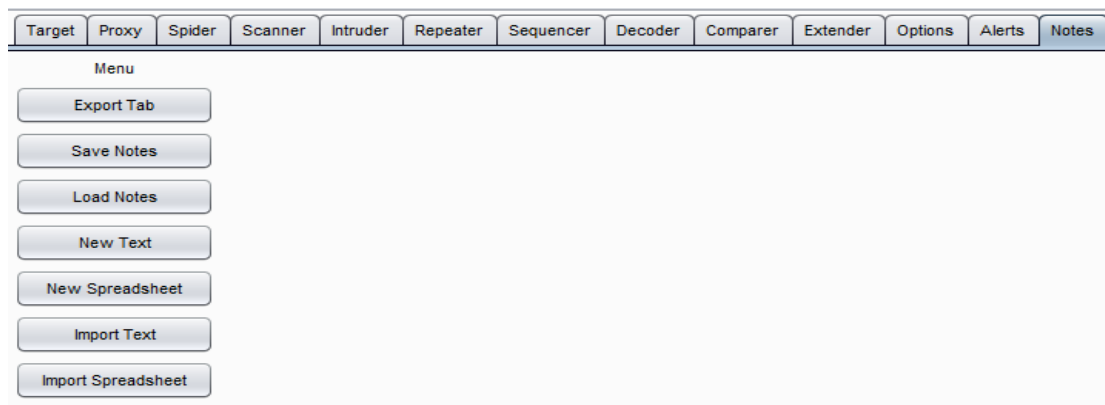 Target Proxy Spider Scanner Intruder Repeater Sequencer Decoder Comparer Extender Options Alerts Notes
Menu
Export Tab
Save Notes
Load Notes
New Text
New Spreadsheet
Import Text
Import Spreadsheet